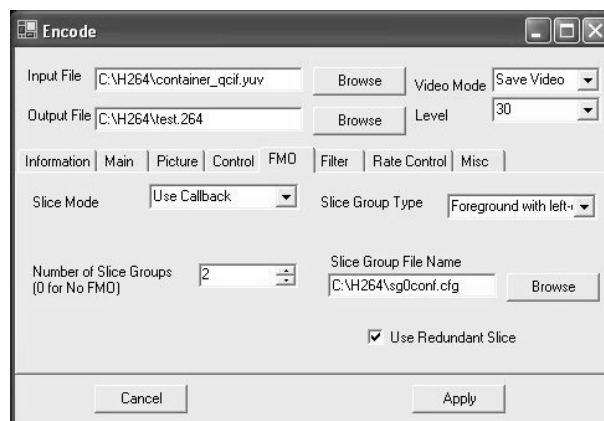 Encode
Input File C:\H264\container_qcif.yuv Browse Video Mode Save Video
Output File C:\H264\test.264 Browse Level 30
Information Main Picture Control FMO Filter Rate Control Misc
Slice Mode Use Callback Slice Group Type Foreground with left-
Number of Slice Groups
(0 for No FMO) 2
Slice Group File Name
C:\H264\sg0conf.cfg Browse
Use Redundant Slice
Cancel Apply